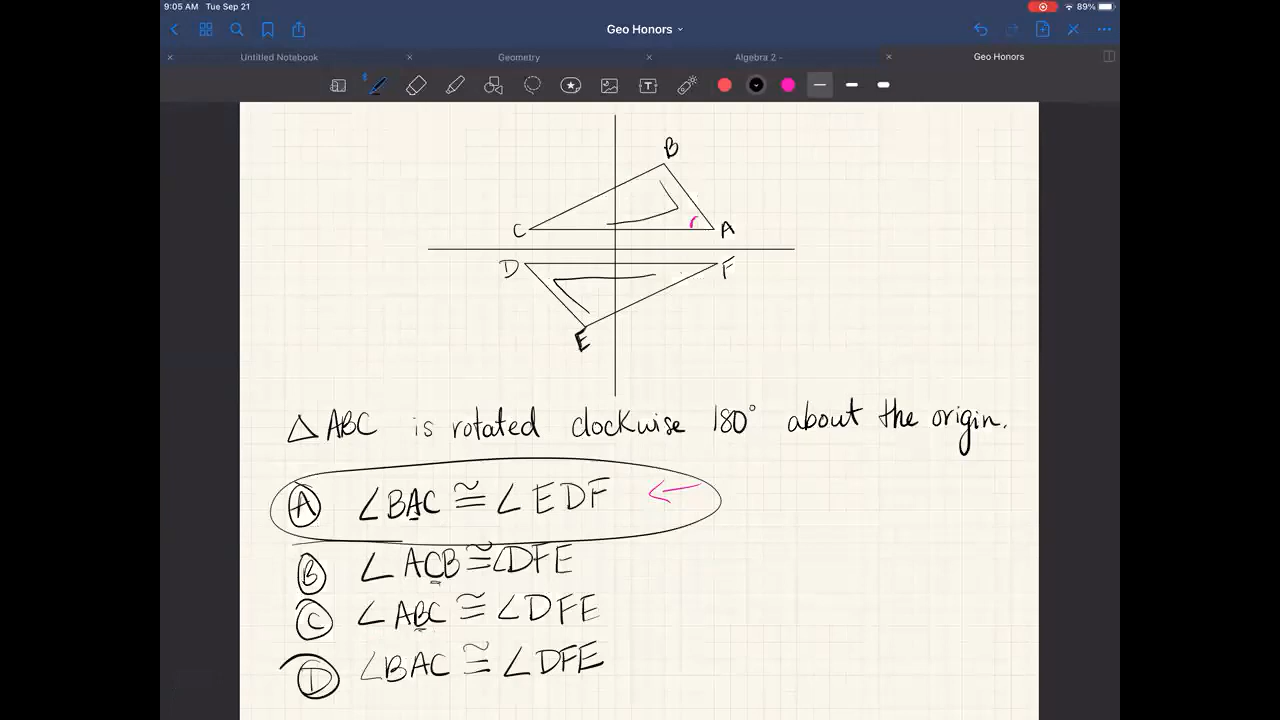 9:05 AM Tue Sep 21
89%
Geo Honors
Untitled Notebook
Geometry
Algebra 2 -
Geo Honors
B
C
A
D
F
E
△ ABC is rotated clockwise 180° about the origin.
A ∠BAC ≅ ∠EDF
B ∠ACB ≅ ∠DFE
C ∠ABC ≅ ∠DFE
D ∠BAC ≅ ∠DFE